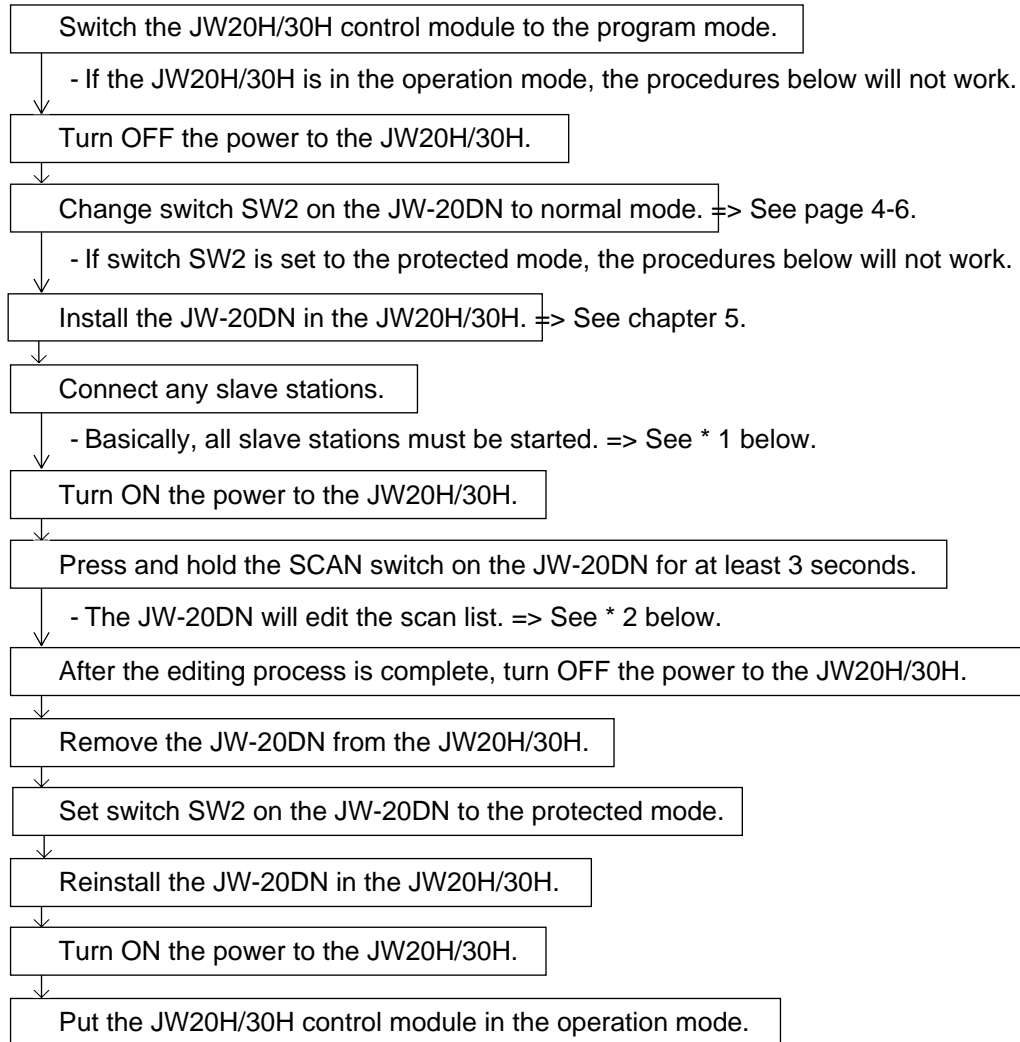 Switch the JW20H/30H control module to the program mode.
- If the JW20H/30H is in the operation mode, the procedures below will not work.
Turn OFF the power to the JW20H/30H.
Change switch SW2 on the JW-20DN to normal mode. => See page 4-6.
- If switch SW2 is set to the protected mode, the procedures below will not work.
Install the JW-20DN in the JW20H/30H. => See chapter 5.
Connect any slave stations.
- Basically, all slave stations must be started. => See * 1 below.
Turn ON the power to the JW20H/30H.
Press and hold the SCAN switch on the JW-20DN for at least 3 seconds.
- The JW-20DN will edit the scan list. => See * 2 below.
After the editing process is complete, turn OFF the power to the JW20H/30H.
Remove the JW-20DN from the JW20H/30H.
Set switch SW2 on the JW-20DN to the protected mode.
Reinstall the JW-20DN in the JW20H/30H.
Turn ON the power to the JW20H/30H.
Put the JW20H/30H control module in the operation mode.